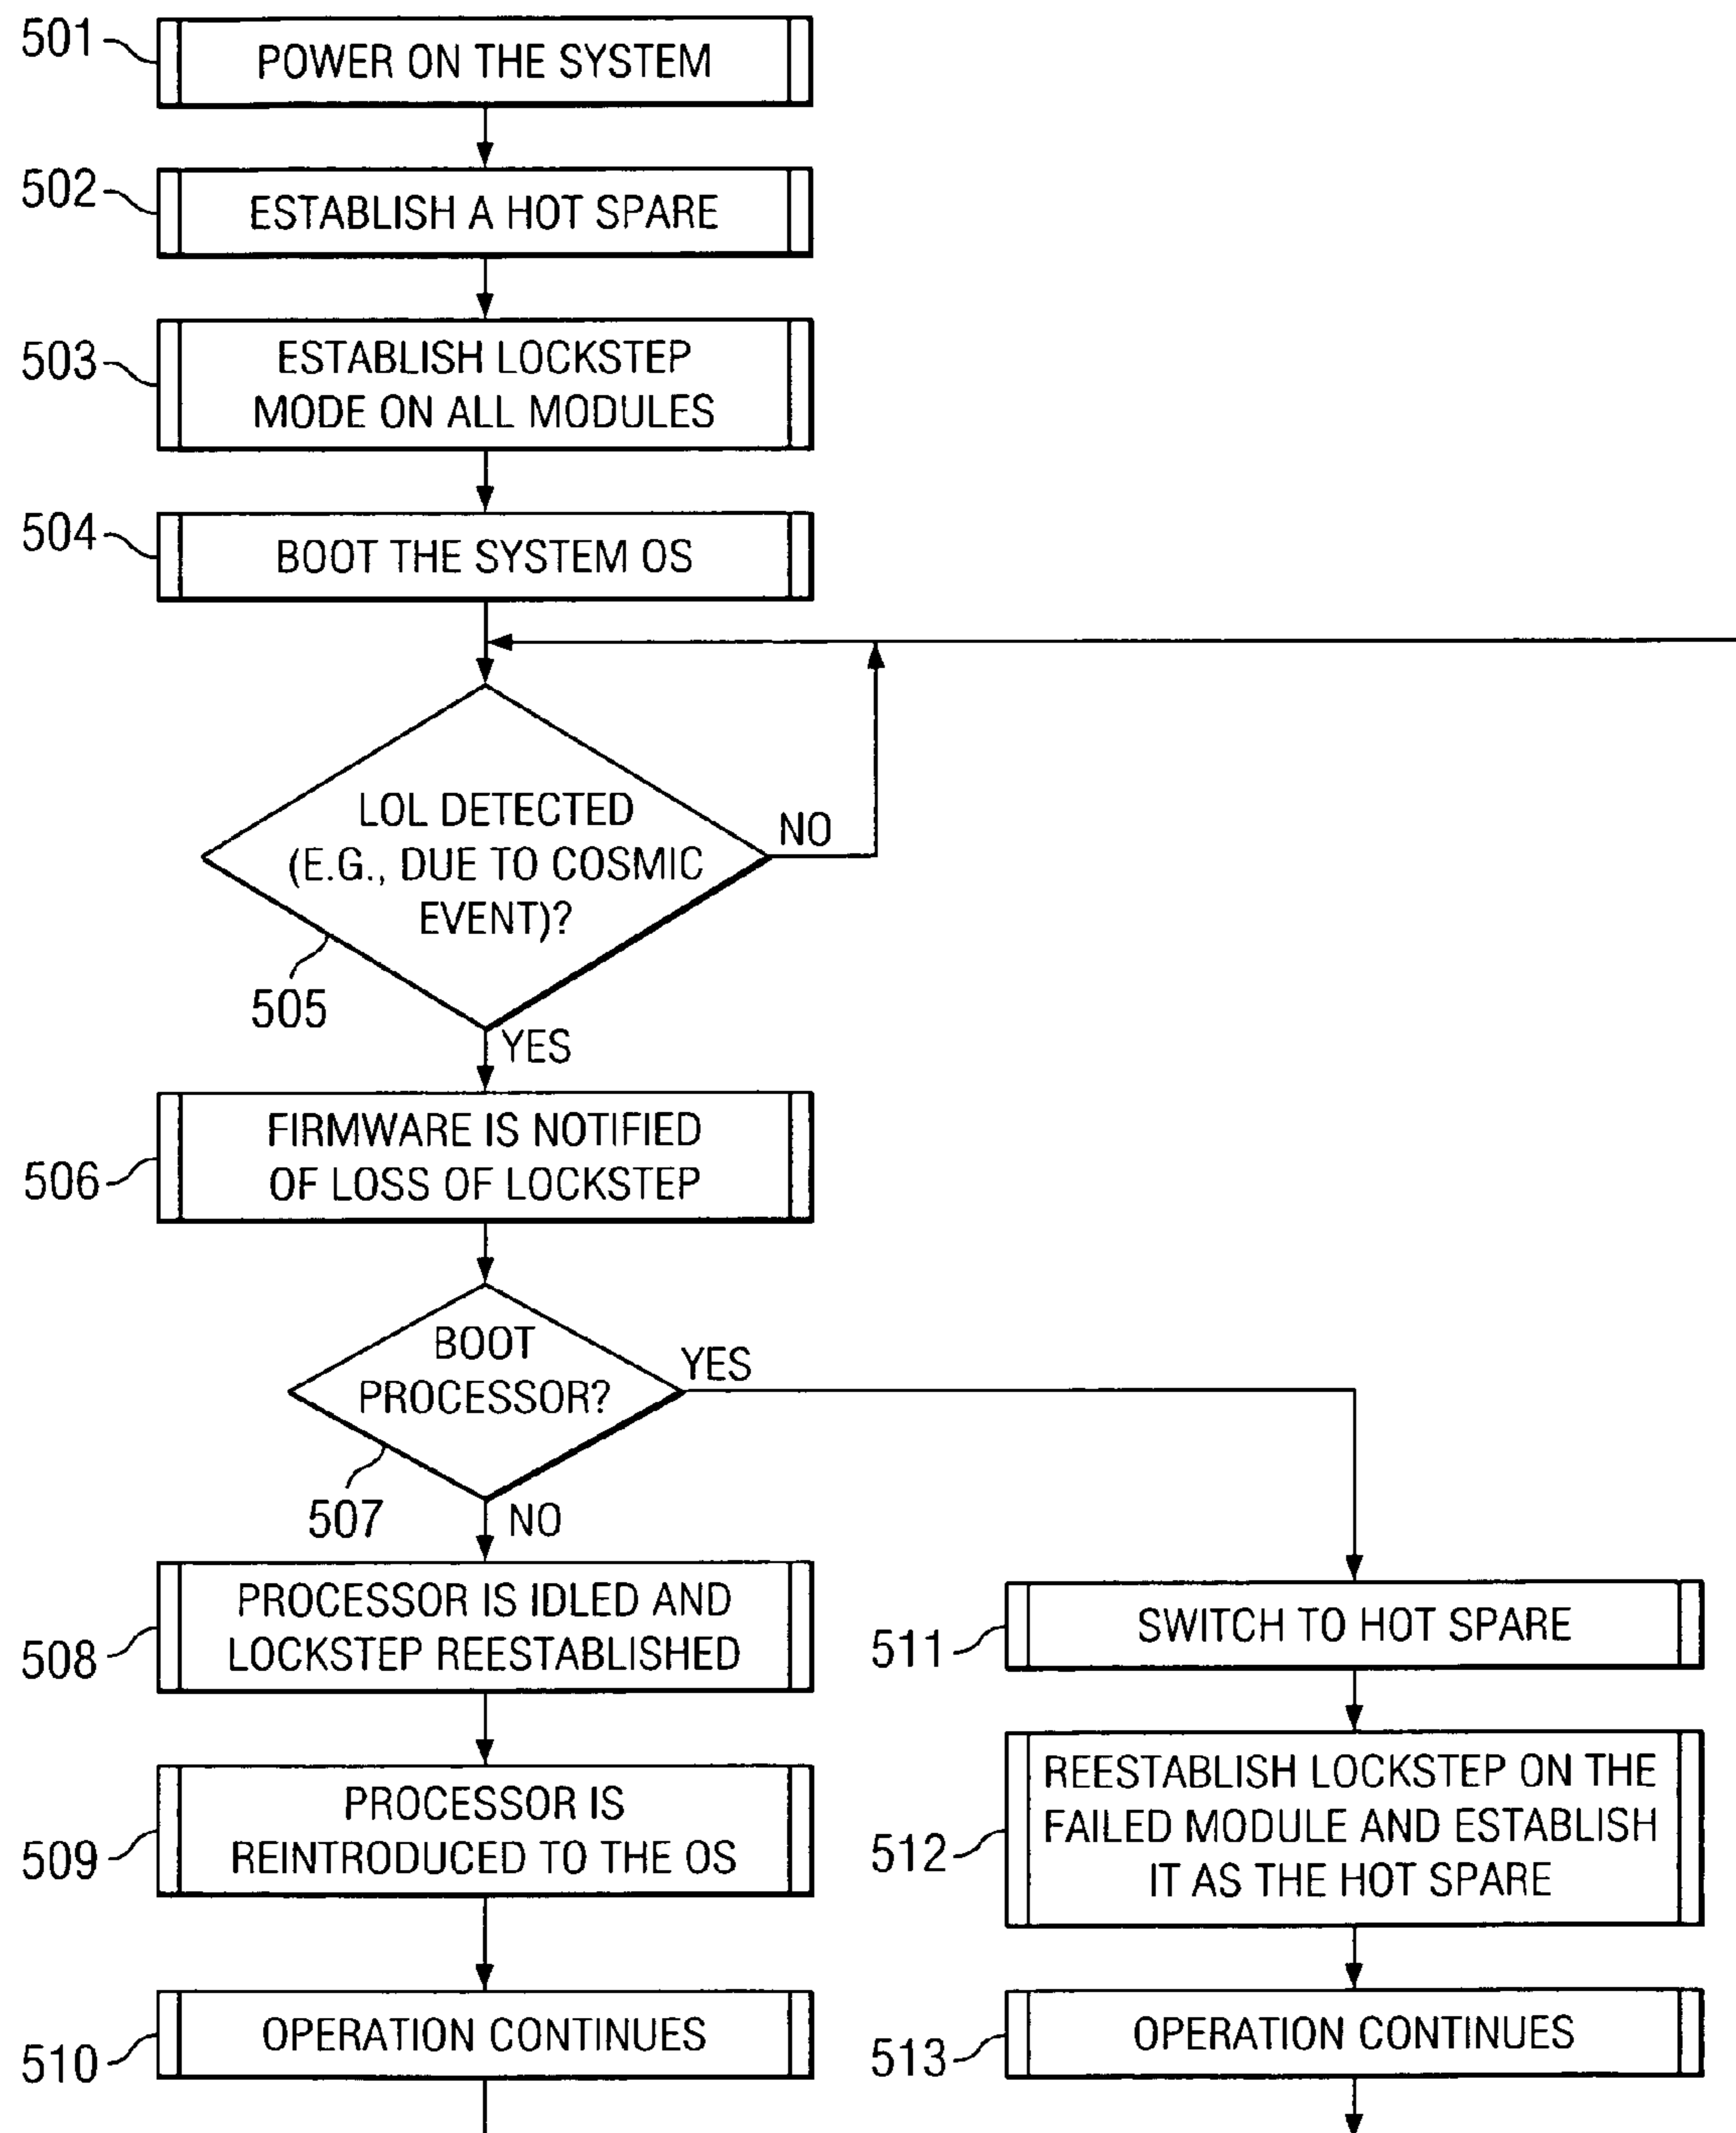 501
POWER ON THE SYSTEM
502
ESTABLISH A HOT SPARE
503
ESTABLISH LOCKSTEP
MODE ON ALL MODULES
504
BOOT THE SYSTEM OS
LOL DETECTED
(E.G., DUE TO COSMIC
EVENT)?
NO
505
YES
506
FIRMWARE IS NOTIFIED
OF LOSS OF LOCKSTEP
BOOT
PROCESSOR?
YES
507
NO
508
PROCESSOR IS IDLED AND
LOCKSTEP REESTABLISHED
511
SWITCH TO HOT SPARE
509
PROCESSOR IS
REINTRODUCED TO THE OS
512
REESTABLISH LOCKSTEP ON THE
FAILED MODULE AND ESTABLISH
IT AS THE HOT SPARE
510
OPERATION CONTINUES
513
OPERATION CONTINUES